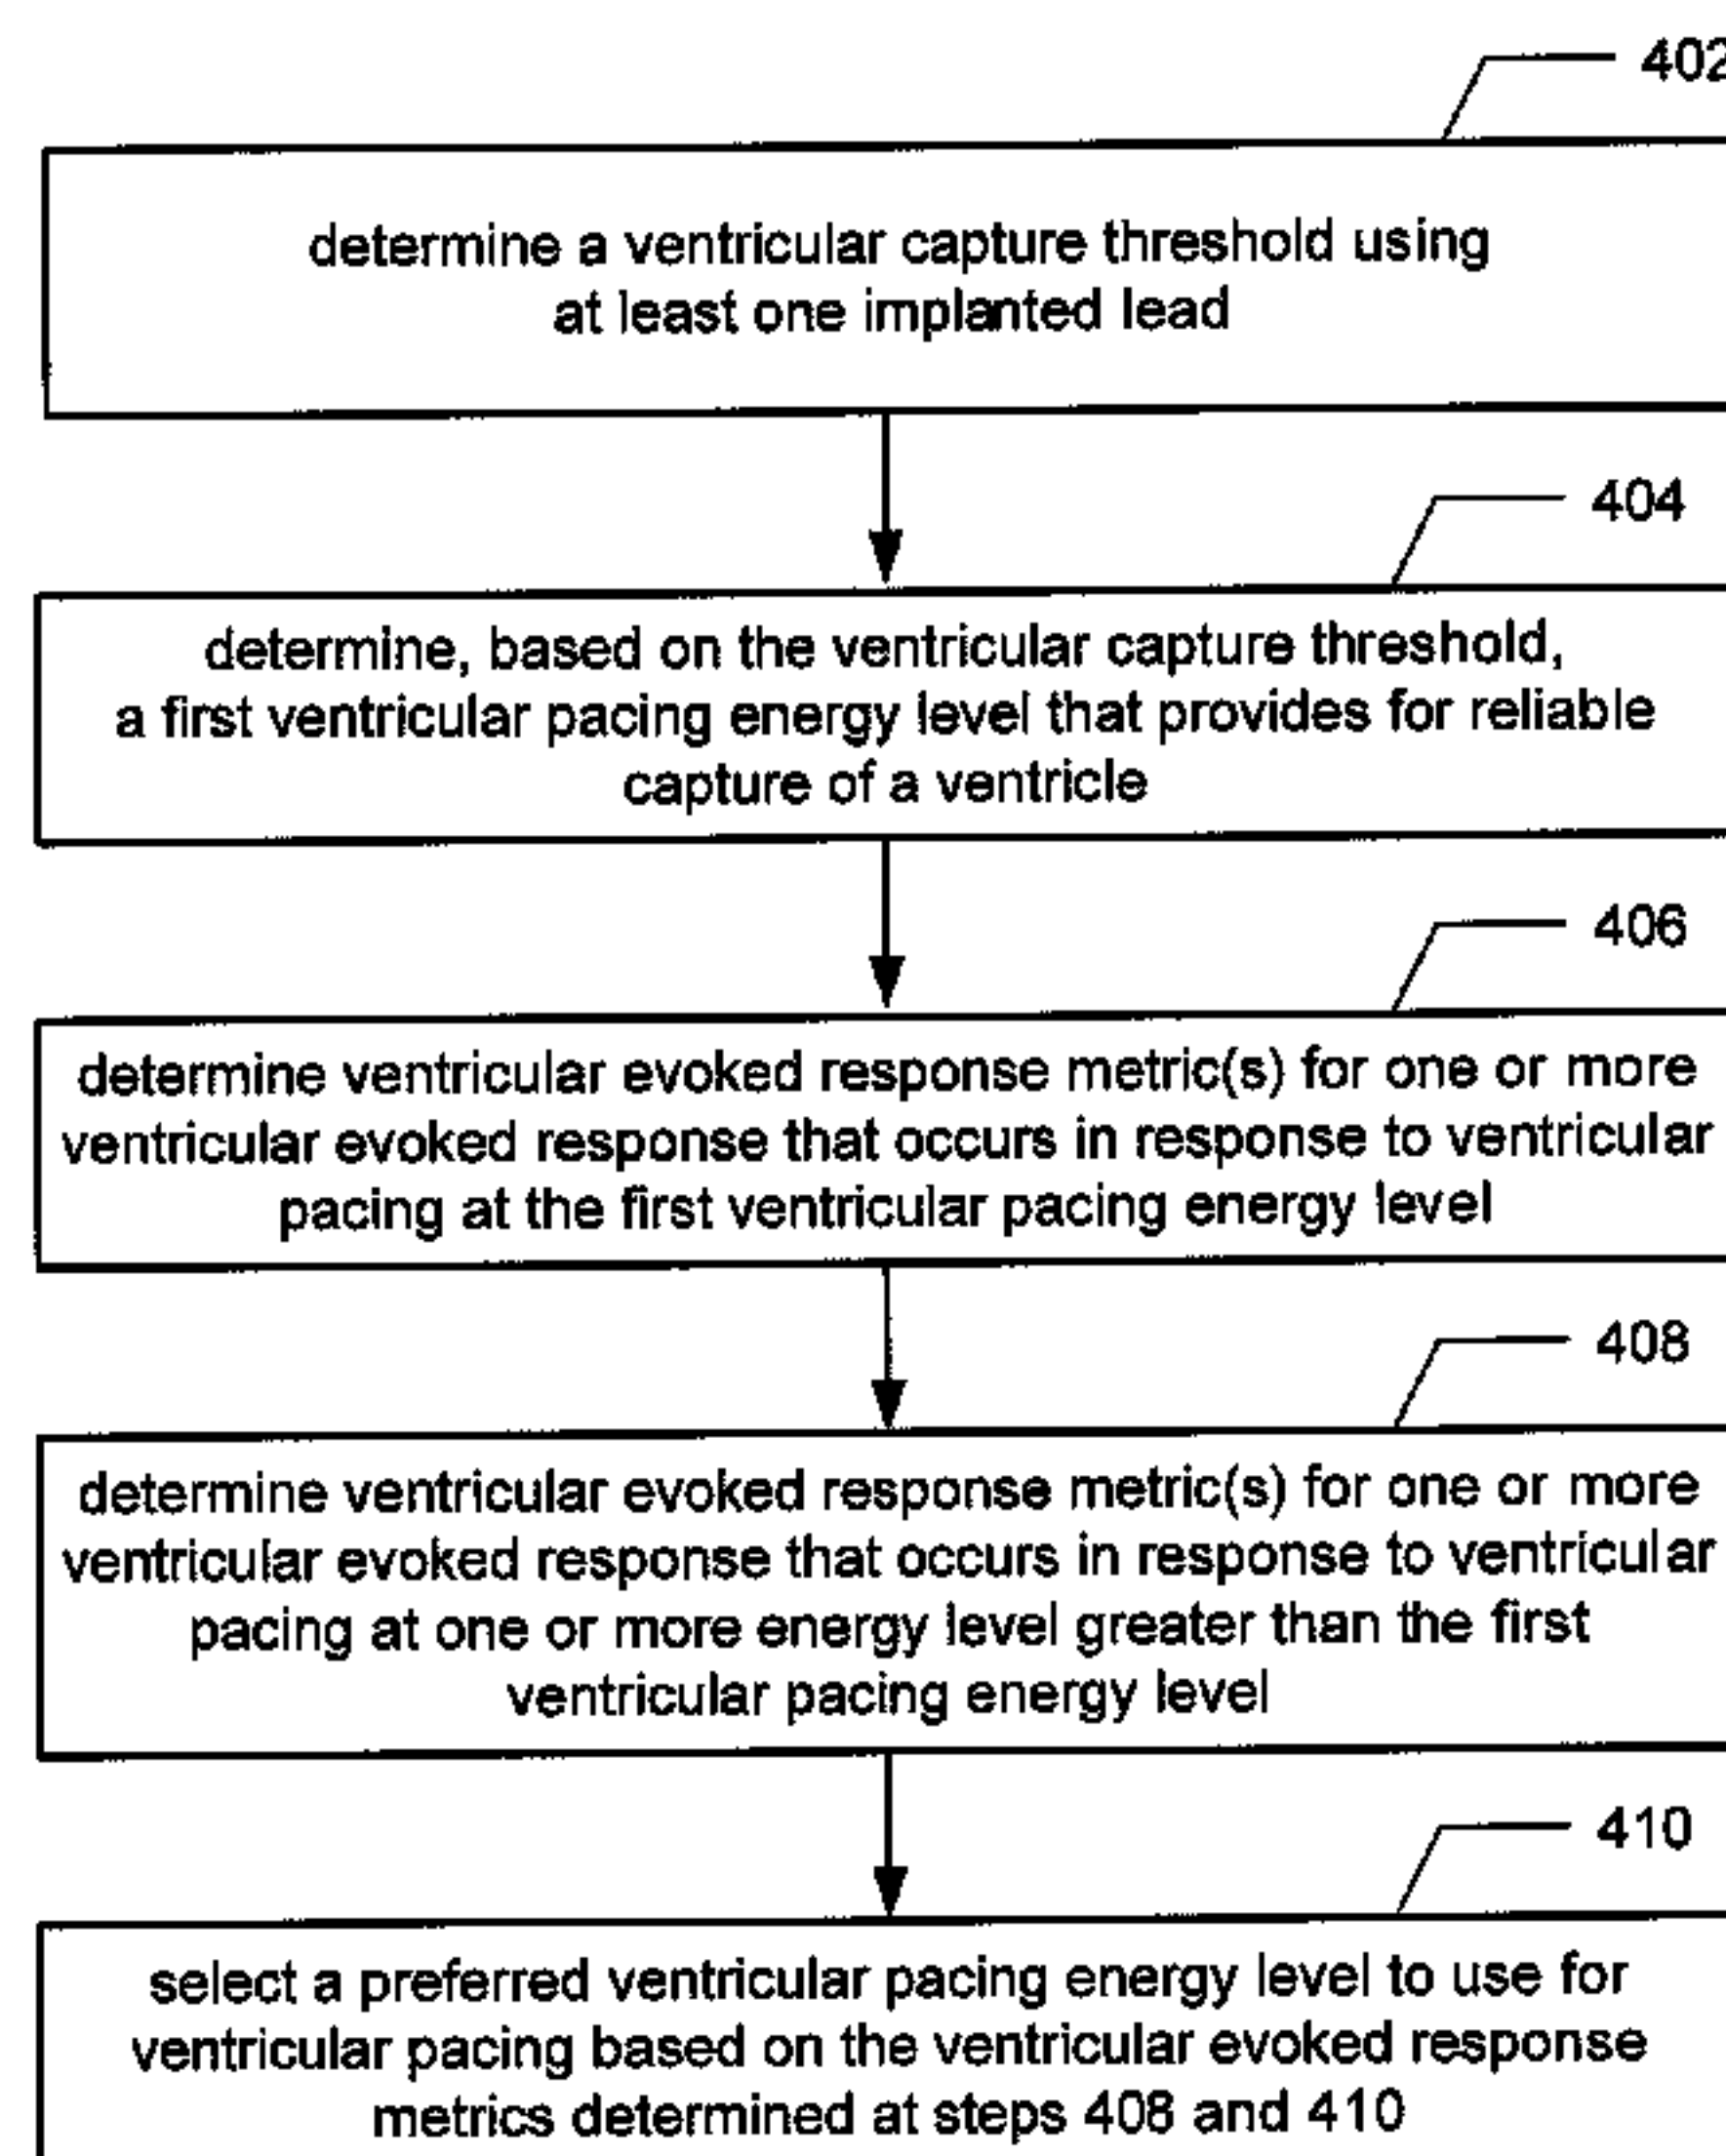 402
determine a ventricular capture threshold using
at least one implanted lead
404
determine, based on the ventricular capture threshold,
a first ventricular pacing energy level that provides for reliable
capture of a ventricle
406
determine ventricular evoked response metric(s) for one or more
ventricular evoked response that occurs in response to ventricular
pacing at the first ventricular pacing energy level
408
determine ventricular evoked response metric(s) for one or more
ventricular evoked response that occurs in response to ventricular
pacing at one or more energy level greater than the first
ventricular pacing energy level
410
select a preferred ventricular pacing energy level to use for
ventricular pacing based on the ventricular evoked response
metrics determined at steps 408 and 410